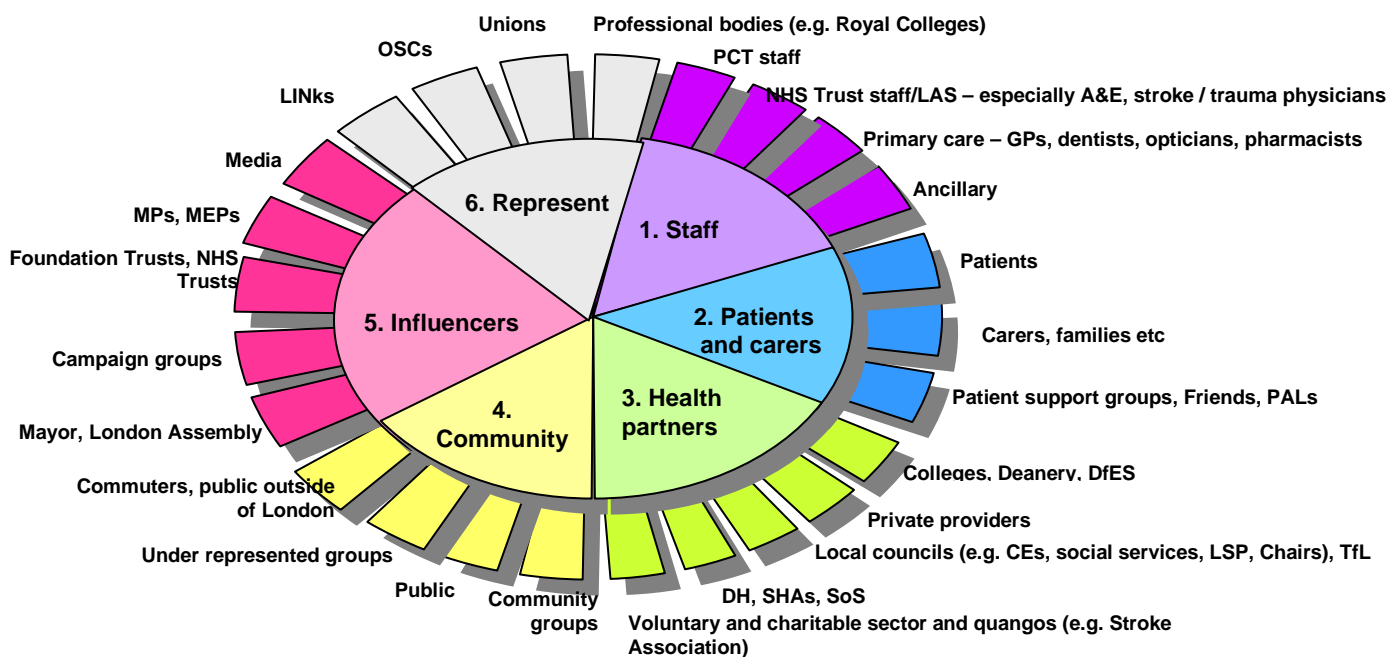 Unions
Professional bodies (e.g. Royal Colleges)
OSCs
PCT staff
LINks
NHS Trust staff/LAS – especially A&E, stroke / trauma physicians
Media
Primary care – GPs, dentists, opticians, pharmacists
MPs, MEPs
Ancillary
6. Represent
1. Staff
Foundation Trusts, NHS
Trusts
Patients
5. Influencers
2. Patients
and carers
Carers, families etc
Campaign groups
Patient support groups, Friends, PALs
3. Health
partners
4.
Community
Mayor, London Assembly
Colleges, Deanery, DfES
Commuters, public outside
of London
Private providers
Under represented groups
Local councils (e.g. CEs, social services, LSP, Chairs), TfL
Public
Community
groups
DH, SHAs, SoS
Voluntary and charitable sector and quangos (e.g. Stroke
Association)